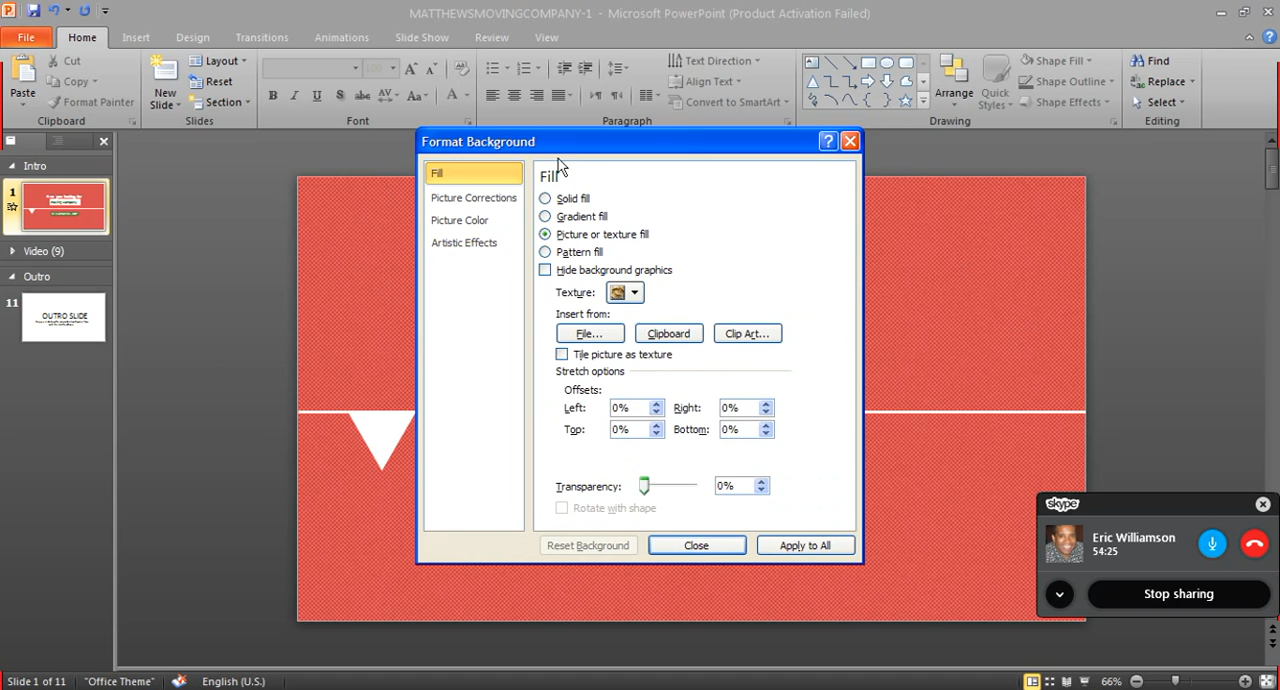 MATTHEWSMOVINGCOMPANY-1 - Microsoft PowerPoint (Product Activation Failed)
File Home Insert Design Transitions Animations Slide Show Review View
Paste
Cut
Copy
Format Painter
Clipboard
New Slide
Layout
Reset
Section
Slides
B I U S abc AV Aa A
Font
Text Direction
Align Text
Convert to SmartArt
Paragraph
Arrange
Quick Styles
Shape Fill
Shape Outline
Shape Effects
Drawing
Find
Replace
Select
Editing
Intro
1
Video (9)
Outro
11
OUTRO SLIDE
Format Background
Fill
Picture Corrections
Picture Color
Artistic Effects
Fill
Solid fill
Gradient fill
Picture or texture fill
Pattern fill
Hide background graphics
Texture:
Insert from:
File... Clipboard Clip Art...
Tile picture as texture
Stretch options
Offsets:
Left: 0% Right: 0%
Top: 0% Bottom: 0%
Transparency: 0%
Rotate with shape
Reset Background Close Apply to All
skype
Eric Williamson
54:25
Stop sharing
Slide 1 of 11 "Office Theme" English (U.S.) 66%